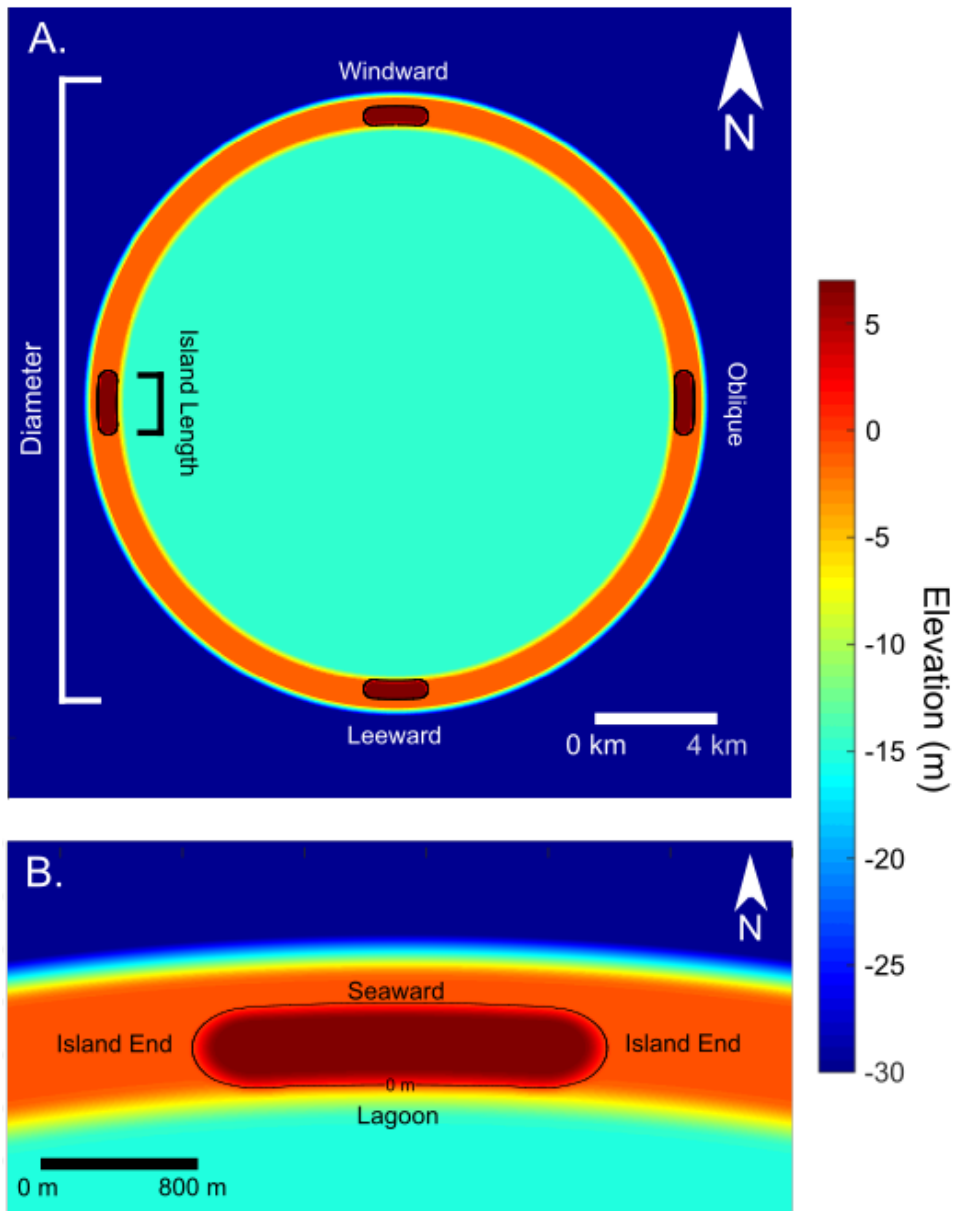 A.
Windward
N
Diameter
Island Length
Oblique
Leeward
0 km 4 km
5
0
-5
-10
-15
-20
-25
-30
Elevation (m)
B.
N
Seaward
Island End
Island End
0 m
Lagoon
0 m 800 m